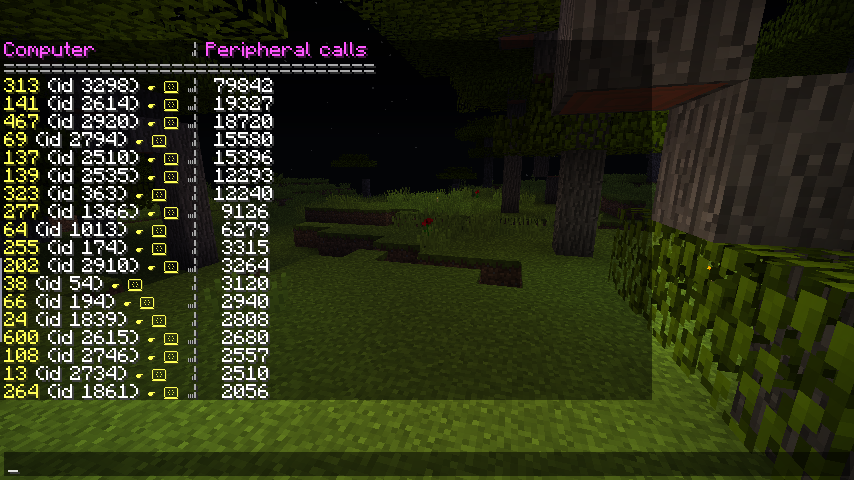 Computer ¦ Peripheral calls
=========================================
313 (id 3298) ¦ 79842
141 (id 2614) ¦ 19327
467 (id 2920) ¦ 18720
69 (id 2794) ¦ 15580
137 (id 2510) ¦ 15396
139 (id 2535) ¦ 12293
323 (id 363) ¦ 12240
277 (id 1366) ¦ 9126
64 (id 1013) ¦ 6279
255 (id 174) ¦ 3315
202 (id 2910) ¦ 3264
38 (id 54) ¦ 3120
66 (id 194) ¦ 2940
24 (id 1839) ¦ 2808
600 (id 2615) ¦ 2680
108 (id 2746) ¦ 2557
13 (id 2734) ¦ 2510
264 (id 1861) ¦ 2056
_